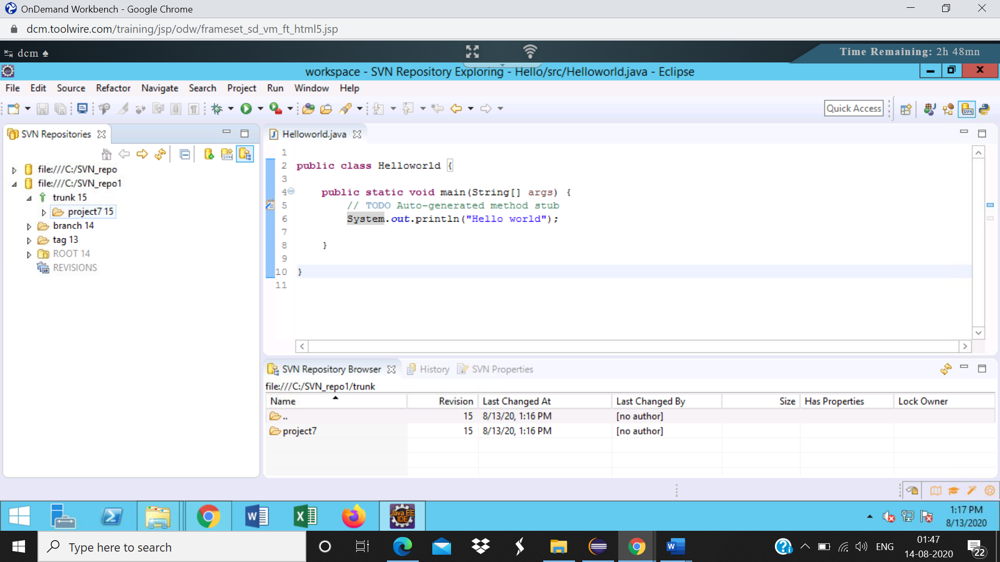 OnDemand Workbench - Google Chrome
dcm.toolwire.com/training/jsp/odw/frameset_sd_vm_ft_html5.jsp
dcm
Time Remaining: 2h 48mn
workspace - SVN Repository Exploring - Hello/src/Helloworld.java - Eclipse
File Edit Source Refactor Navigate Search Project Run Window Help
Quick Access
SVN Repositories
file:///C:/SVN_repo
file:///C:/SVN_repo1
trunk 15
project7 15
branch 14
tag 13
ROOT 14
REVISIONS
Helloworld.java
1
2 public class Helloworld {
3
4 public static void main(String[] args) {
5 // TODO Auto-generated method stub
6 System.out.println("Hello world");
7
8 }
9
10 }
11
SVN Repository Browser History SVN Properties
file:///C:/SVN_repo1/trunk
Name Revision Last Changed At Last Changed By Size Has Properties Lock Owner
.. 15 8/13/20, 1:16 PM [no author]
project7 15 8/13/20, 1:16 PM [no author]
Java EE
IDE
1:17 PM
8/13/2020
Type here to search
ENG
01:47
14-08-2020
22